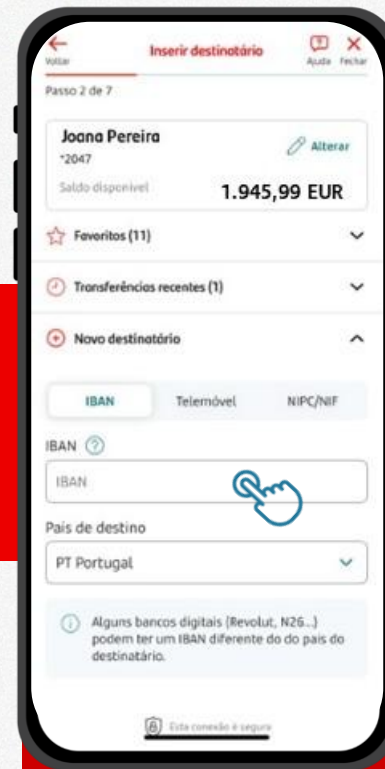 Voltar
Inserir destinatário
Ajuda
Fechar
Passo 2 de 7
Joana Pereira
*2047
Alterar
Saldo disponível
1.945,99 EUR
Favoritos (11)
Transferências recentes (1)
Novo destinatário
IBAN
Telemóvel
NIPC/NIF
IBAN
IBAN
País de destino
PT Portugal
Alguns bancos digitais (Revolut, N26...)
podem ter um IBAN diferente do do país do
destinatário.
Esta conexão é segura